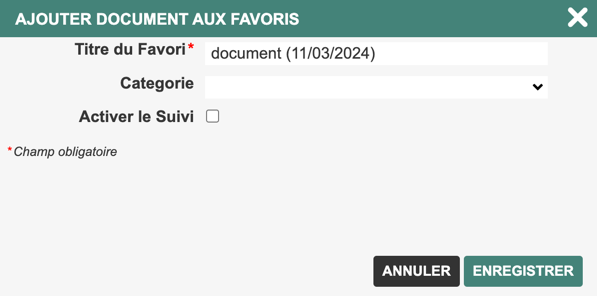 AJOUTER DOCUMENT AUX FAVORIS
Titre du Favori* document (11/03/2024)
Categorie
Activer le Suivi
*Champ obligatoire
ANNULER ENREGISTRER